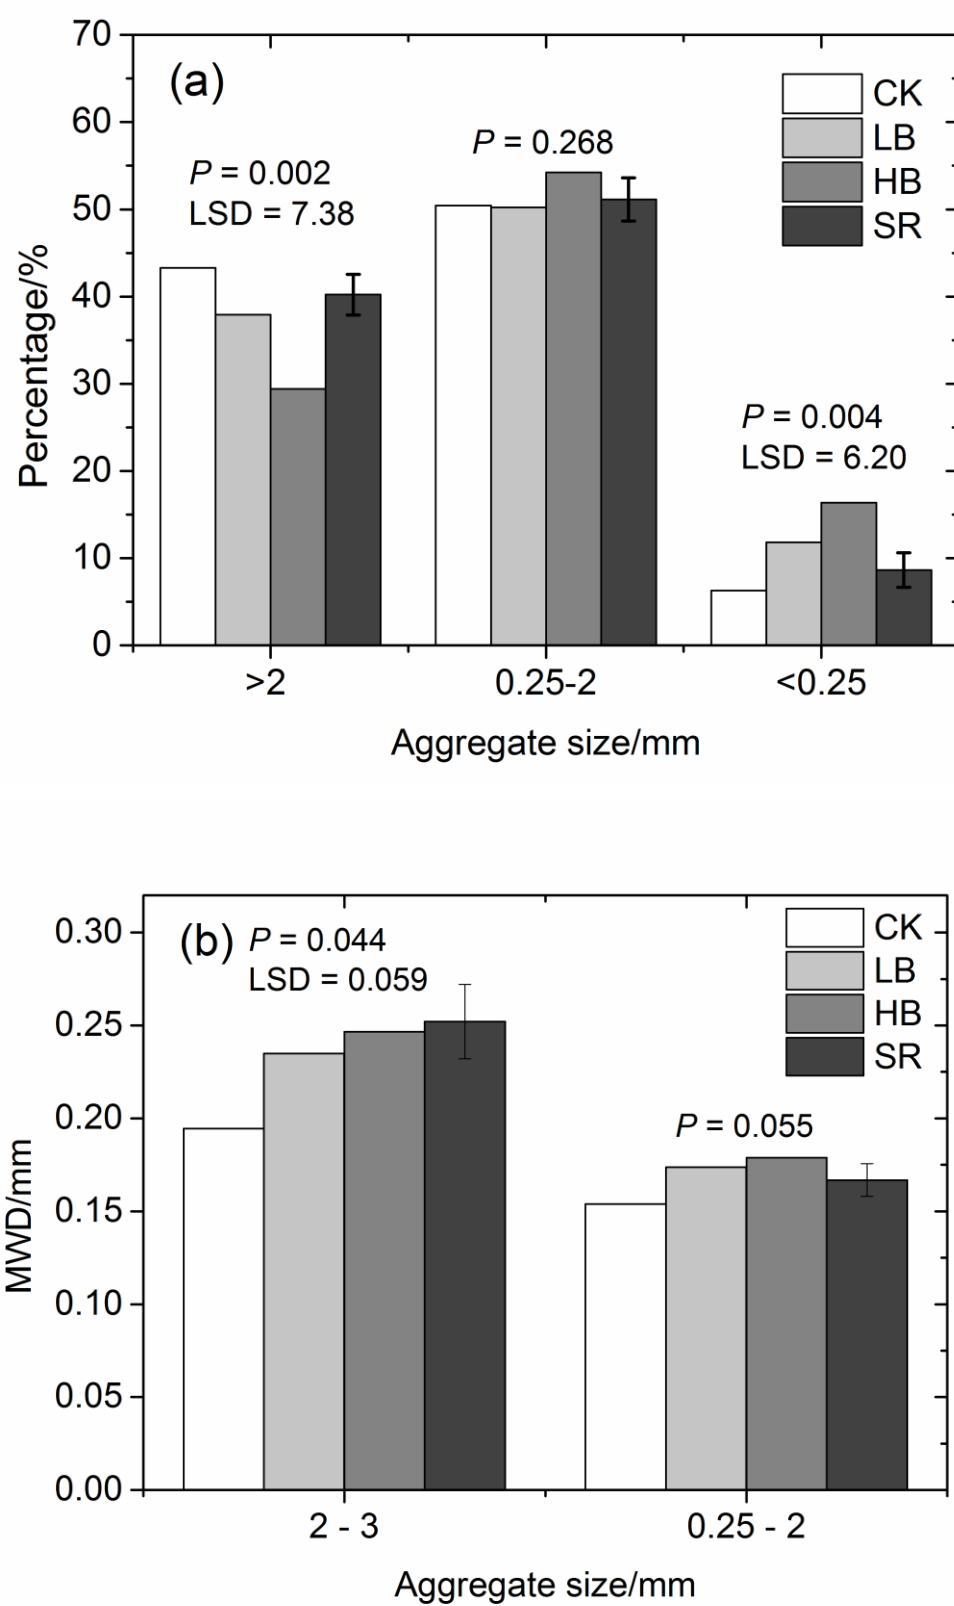 70
60
50
40
30
20
10
0
Percentage/%
(a)
P = 0.002
LSD = 7.38
P = 0.268
P = 0.004
LSD = 6.20
CK
LB
HB
SR
>2
0.25-2
<0.25
Aggregate size/mm
0.30
0.25
0.20
0.15
0.10
0.05
0.00
MWD/mm
(b)
P = 0.044
LSD = 0.059
P = 0.055
CK
LB
HB
SR
2 - 3
0.25 - 2
Aggregate size/mm